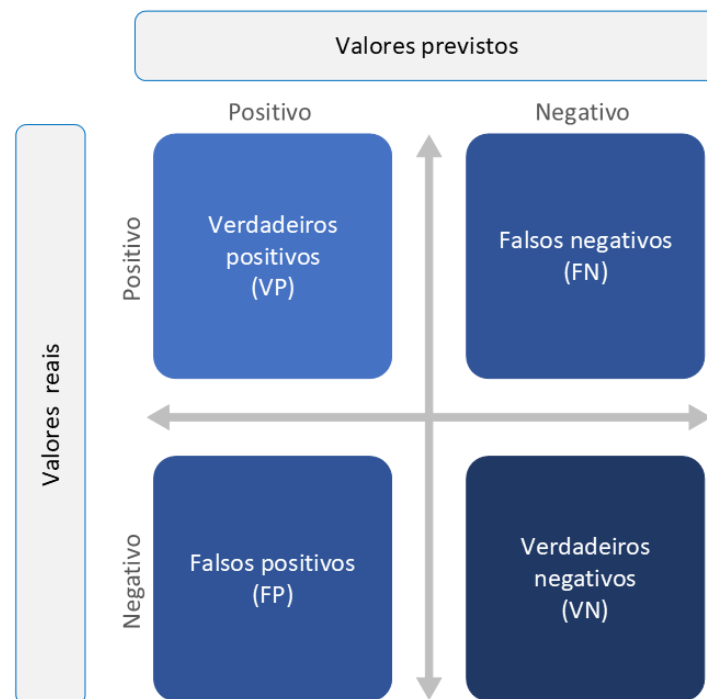 Valores previstos
Positivo
Negativo
Valores reais
Positivo
Verdadeiros
positivos
(VP)
Falsos negativos
(FN)
Negativo
Falsos positivos
(FP)
Verdadeiros
negativos
(VN)